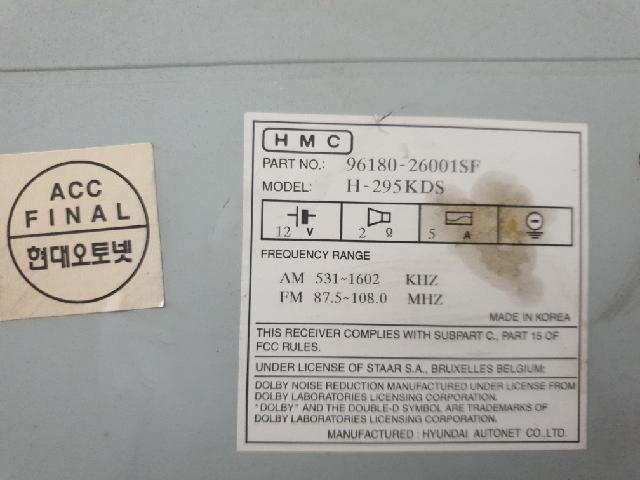 ACC
FINAL
현대오토넷
HMC
PART NO.: 96180-26001SF
MODEL: H-295KDS
12 V 2 Ω 5 A
FREQUENCY RANGE
AM 531~1602 KHZ
FM 87.5~108.0 MHZ
MADE IN KOREA
THIS RECEIVER COMPLIES WITH SUBPART C., PART 15 OF
FCC RULES.
UNDER LICENSE OF STAAR S.A., BRUXELLES BELGIUM:
DOLBY NOISE REDUCTION MANUFACTURED UNDER LICENSE FROM
DOLBY LABORATORIES LICENSING CORPORATION.
"DOLBY" AND THE DOUBLE-D SYMBOL ARE TRADEMARKS OF
DOLBY LABORATORIES LICENSING CORPORATION.
MANUFACTURED : HYUNDAI AUTONET CO.,LTD.